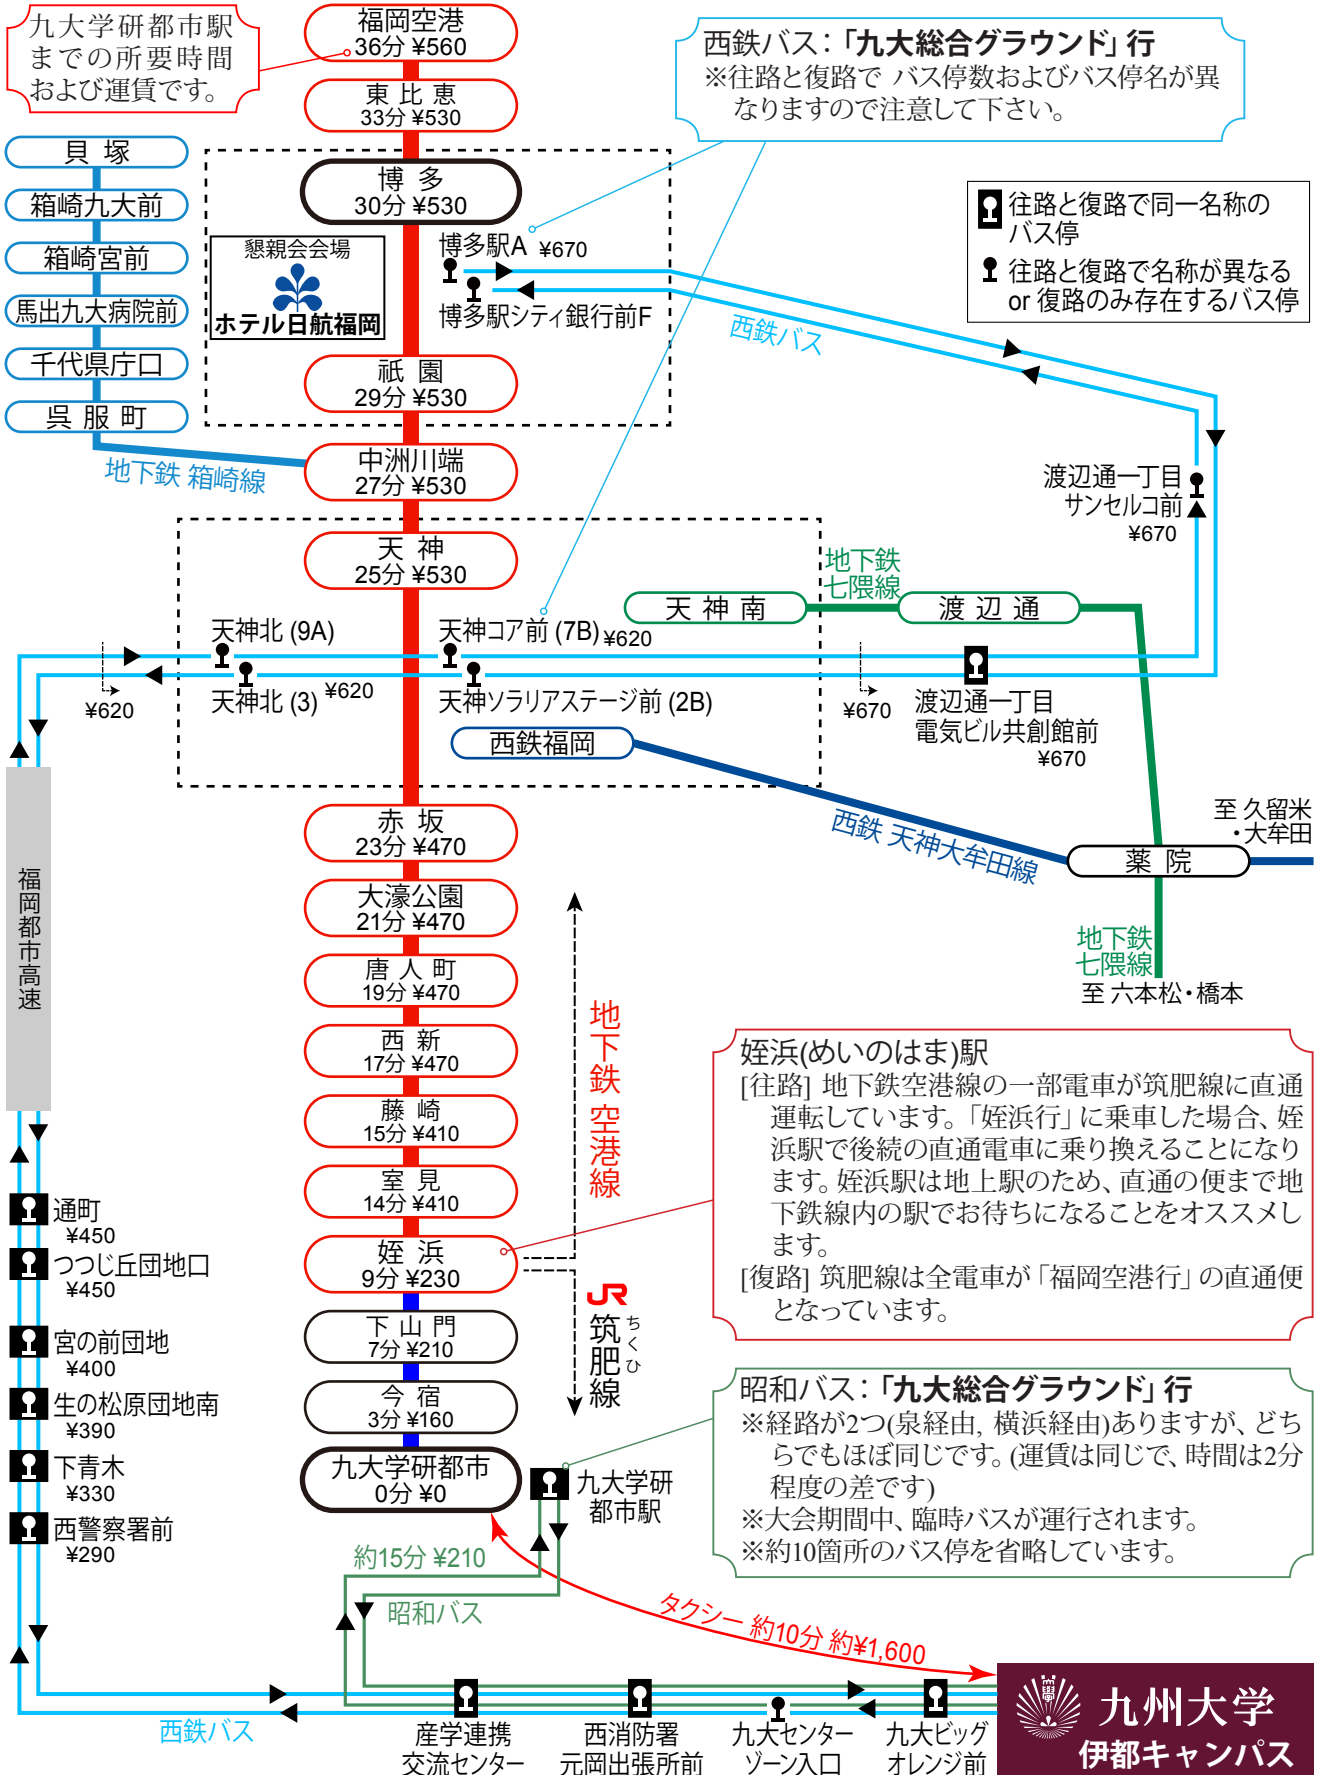 九大学研都市駅
までの所要時間
および運賃です。
福岡空港
36分 ¥560
東比恵
33分 ¥530
博多
30分 ¥530
西鉄バス：「九大総合グラウンド」行
※往路と復路で バス停数およびバス停名が異
なりますので注意して下さい。
往路と復路で同一名称の
バス停
往路と復路で名称が異なる
or 復路のみ存在するバス停
貝塚
箱崎九大前
箱崎宮前
馬出九大病院前
千代県庁口
呉服町
地下鉄 箱崎線
懇親会会場
ホテル日航福岡
博多駅A ¥670
博多駅シティ銀行前F
西鉄バス
祇園
29分 ¥530
中洲川端
27分 ¥530
渡辺通一丁目
サンセルコ前
¥670
天神
25分 ¥530
地下鉄
七隈線
天神南
渡辺通
天神北 (9A)
天神コア前 (7B) ¥620
天神北 (3) ¥620
天神ソラリアステージ前 (2B)
¥620
¥670
渡辺通一丁目
電気ビル共創館前
¥670
西鉄福岡
西鉄 天神大牟田線
至 久留米
・大牟田
薬院
地下鉄
七隈線
至 六本松・橋本
赤坂
23分 ¥470
大濠公園
21分 ¥470
唐人町
19分 ¥470
西新
17分 ¥470
藤崎
15分 ¥410
室見
14分 ¥410
姪浜
9分 ¥230
下山門
7分 ¥210
今宿
3分 ¥160
九大学研都市
0分 ¥0
地下鉄 空港線
JR
筑肥線
ちくひ
福岡都市高速
姪浜(めいのはま)駅
[往路] 地下鉄空港線の一部電車が筑肥線に直通
運転しています。「姪浜行」に乗車した場合、姪
浜駅で後続の直通電車に乗り換えることになり
ます。姪浜駅は地上駅のため、直通の便まで地
下鉄線内の駅でお待ちになることをオススメし
ます。
[復路] 筑肥線は全電車が「福岡空港行」の直通便
となっています。
昭和バス：「九大総合グラウンド」行
※経路が2つ(泉経由, 横浜経由)ありますが、どち
らでもほぼ同じです。(運賃は同じで、時間は2分
程度の差です)
※大会期間中、臨時バスが運行されます。
※約10箇所のバス停を省略しています。
通町
¥450
つつじ丘団地口
¥450
宮の前団地
¥400
生の松原団地南
¥390
下青木
¥330
西警察署前
¥290
九大学研
都市駅
約15分 ¥210
昭和バス
タクシー 約10分 約¥1,600
西鉄バス
産学連携
交流センター
西消防署
元岡出張所前
九大センター
ゾーン入口
九大ビッグ
オレンジ前
九州大学
伊都キャンパス